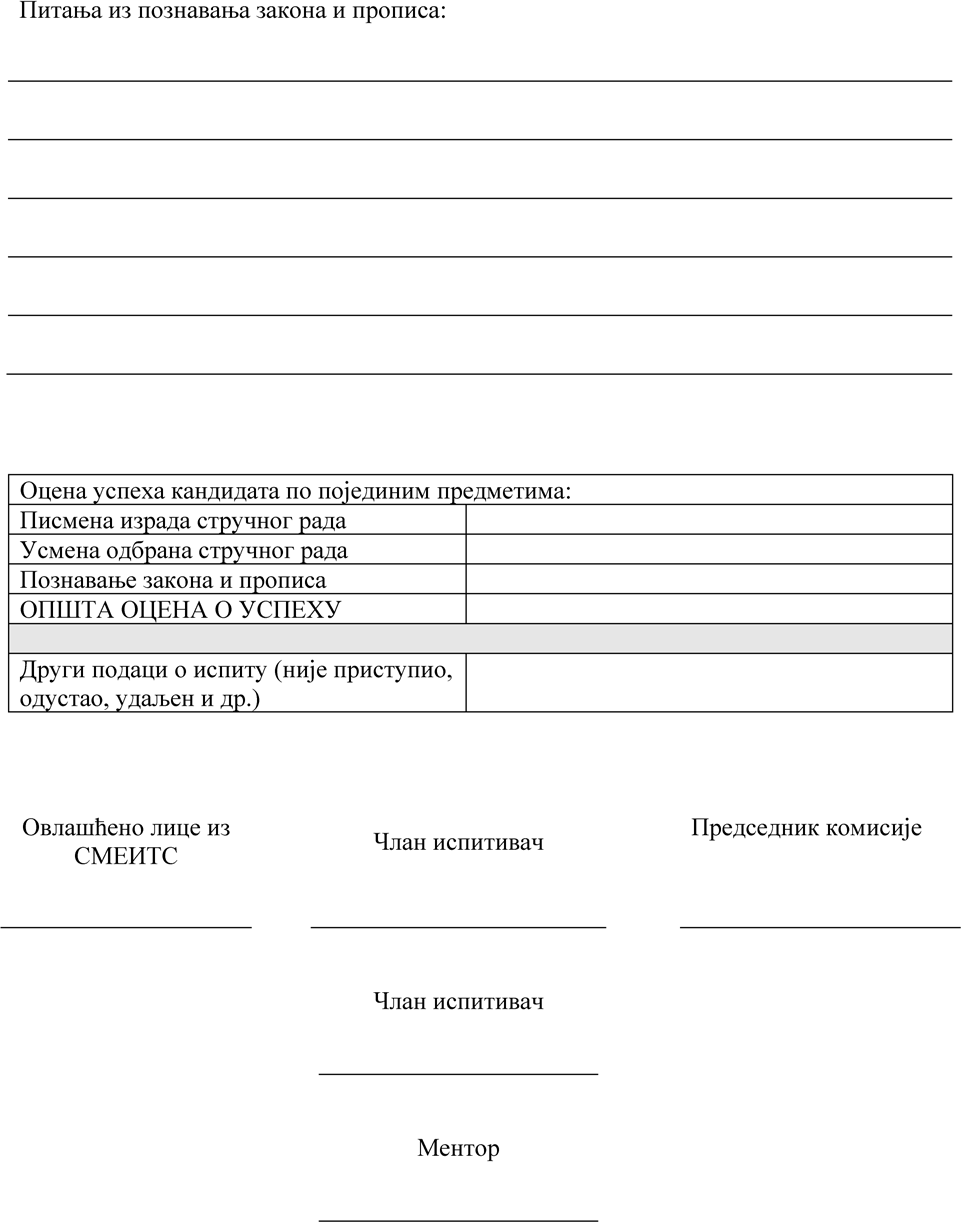 Питања из познавања закона и прописа:
Оцена успеха кандидата по појединим предметима:
Писмена израда стручног рада
Усмена одбрана стручног рада
Познавање закона и прописа
ОПШТА ОЦЕНА О УСПЕХУ
Други подаци о испиту (није приступио,
одустао, удаљен и др.)
Овлашћено лице из
СМЕИТС
Члан испитивач
Председник комисије
Члан испитивач
Ментор